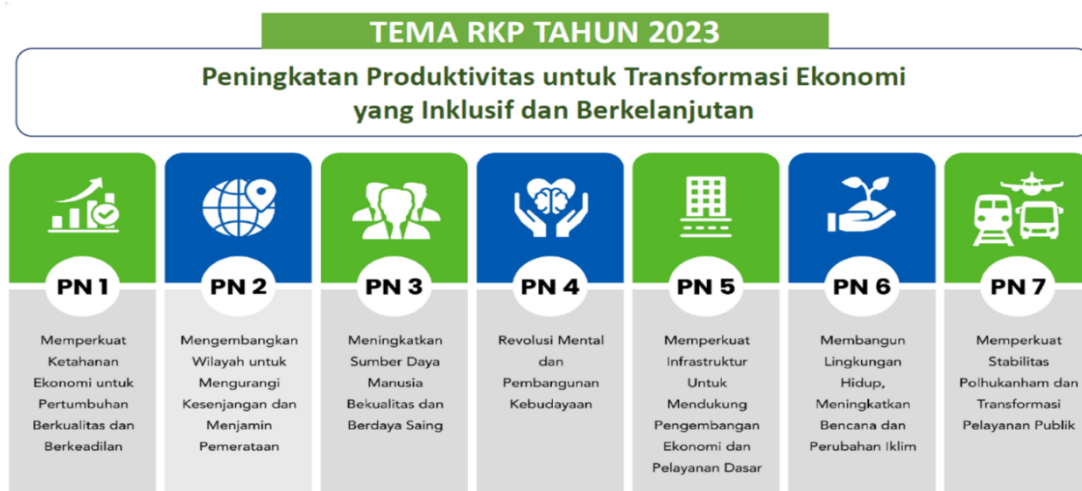 TEMA RKP TAHUN 2023
Peningkatan Produktivitas untuk Transformasi Ekonomi
yang Inklusif dan Berkelanjutan
PN 1
Memperkuat
Ketahanan
Ekonomi untuk
Pertumbuhan
Berkualitas dan
Berkeadilan
PN 2
Mengembangkan
Wilayah untuk
Mengurangi
Kesenjangan dan
Menjamin
Pemerataan
PN 3
Meningkatkan
Sumber Daya
Manusia
Bekualitas dan
Berdaya Saing
PN 4
Revolusi Mental
dan
Pembangunan
Kebudayaan
PN 5
Memperkuat
Infrastruktur
Untuk
Mendukung
Pengembangan
Ekonomi dan
Pelayanan Dasar
PN 6
Membangun
Lingkungan
Hidup,
Meningkatkan
Bencana dan
Perubahan Iklim
PN 7
Memperkuat
Stabilitas
Polhukanham dan
Transformasi
Pelayanan Publik